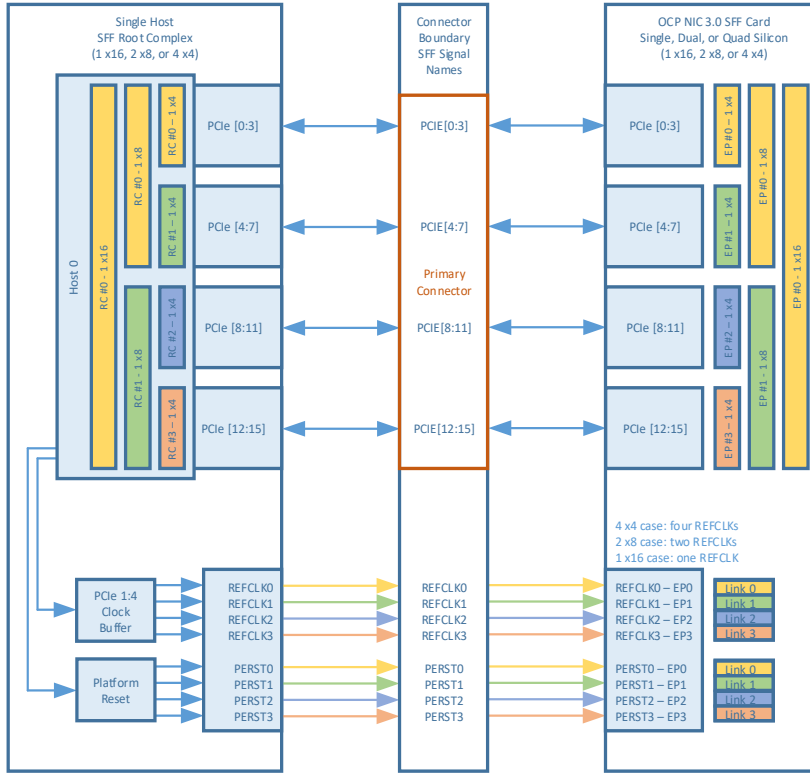 Single Host
SFF Root Complex
(1 x16, 2 x8, or 4 x4)
Host 0
RC #0 - 1 x16
RC #0 - 1 x8
RC #1 - 1 x8
RC #0 – 1 x4
RC #1 – 1 x4
RC #2 – 1 x4
RC #3 – 1 x4
PCIe [0:3]
PCIe [4:7]
PCIe [8:11]
PCIe [12:15]
PCIe 1:4
Clock
Buffer
Platform
Reset
REFCLK0
REFCLK1
REFCLK2
REFCLK3
PERST0
PERST1
PERST2
PERST3
Connector
Boundary
SFF Signal
Names
PCIE[0:3]
PCIE[4:7]
Primary
Connector
PCIE[8:11]
PCIE[12:15]
REFCLK0
REFCLK1
REFCLK2
REFCLK3
PERST0
PERST1
PERST2
PERST3
OCP NIC 3.0 SFF Card
Single, Dual, or Quad Silicon
(1 x16, 2 x8, or 4 x4)
PCIe [0:3]
PCIe [4:7]
PCIe [8:11]
PCIe [12:15]
EP #0 – 1 x4
EP #1 – 1 x4
EP #2 – 1 x4
EP #3 – 1 x4
EP #0 - 1 x8
EP #1 - 1 x8
EP #0 - 1 x16
4 x4 case: four REFCLKs
2 x8 case: two REFCLKs
1 x16 case: one REFCLK
REFCLK0 – EP0
REFCLK1 – EP1
REFCLK2 – EP2
REFCLK3 – EP3
PERST0 – EP0
PERST1 – EP1
PERST2 – EP2
PERST3 – EP3
Link 0
Link 1
Link 2
Link 3
Link 0
Link 1
Link 2
Link 3